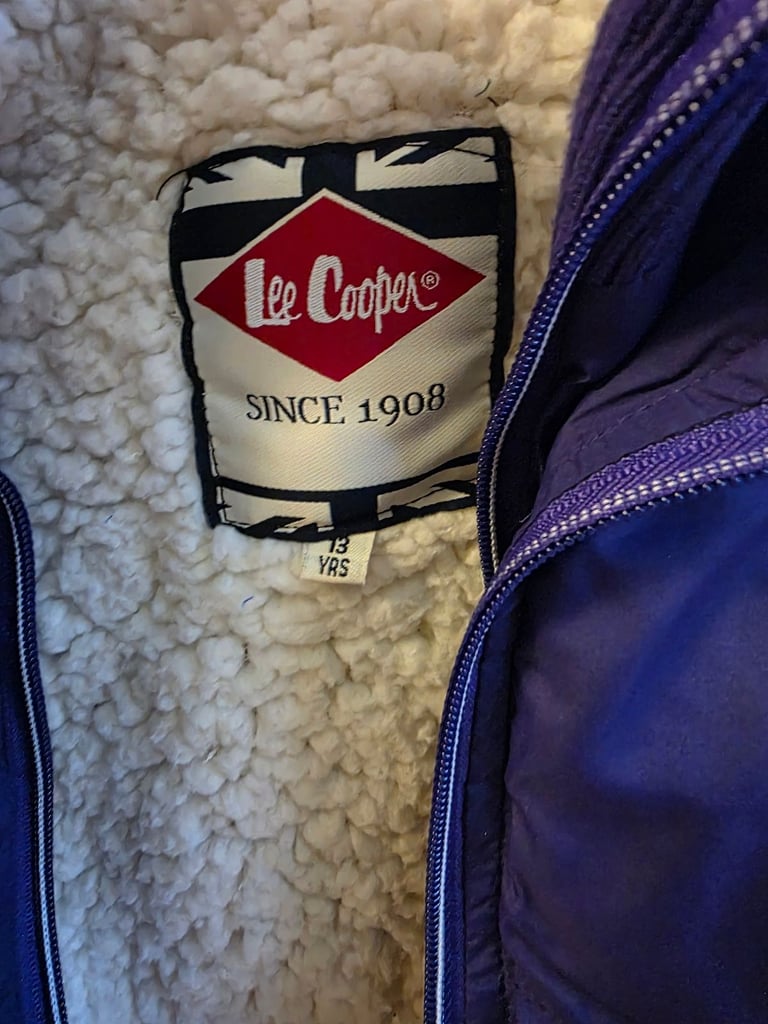 Lee Cooper®
SINCE 1908
13
YRS